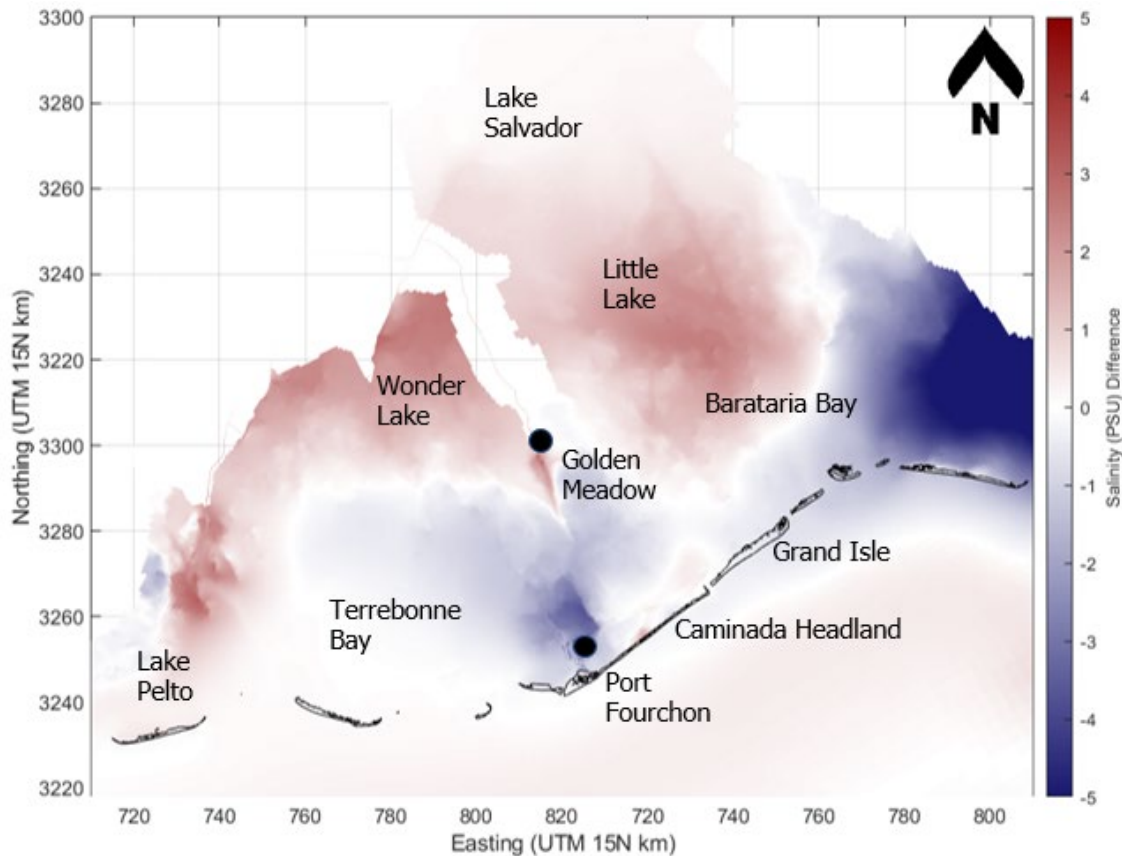 3300
3280
3260
3250
3240
3220
3300
3280
3260
3240
3220
Northing (UTM 15N km)
720
740
760
780
800
820
720
740
780
800
Easting (UTM 15N km)
Lake
Salvador
Little
Lake
Wonder
Lake
Barataria Bay
Golden
Meadow
Grand Isle
Terrebonne
Bay
Caminada Headland
Lake
Pelto
Port
Fourchon
N
5
4
3
2
1
0
-1
-2
-3
-4
-5
Salinity (PSU) Difference